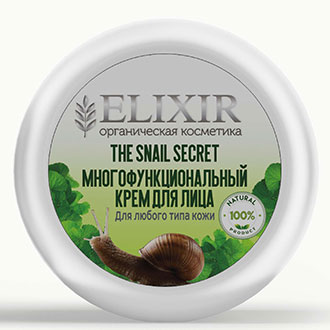 ELIXIR
органическая косметика
THE SNAIL SECRET
МНОГОФУНКЦИОНАЛЬНЫЙ
КРЕМ ДЛЯ ЛИЦА
Для любого типа кожи
NATURAL
100%
PRODUCT